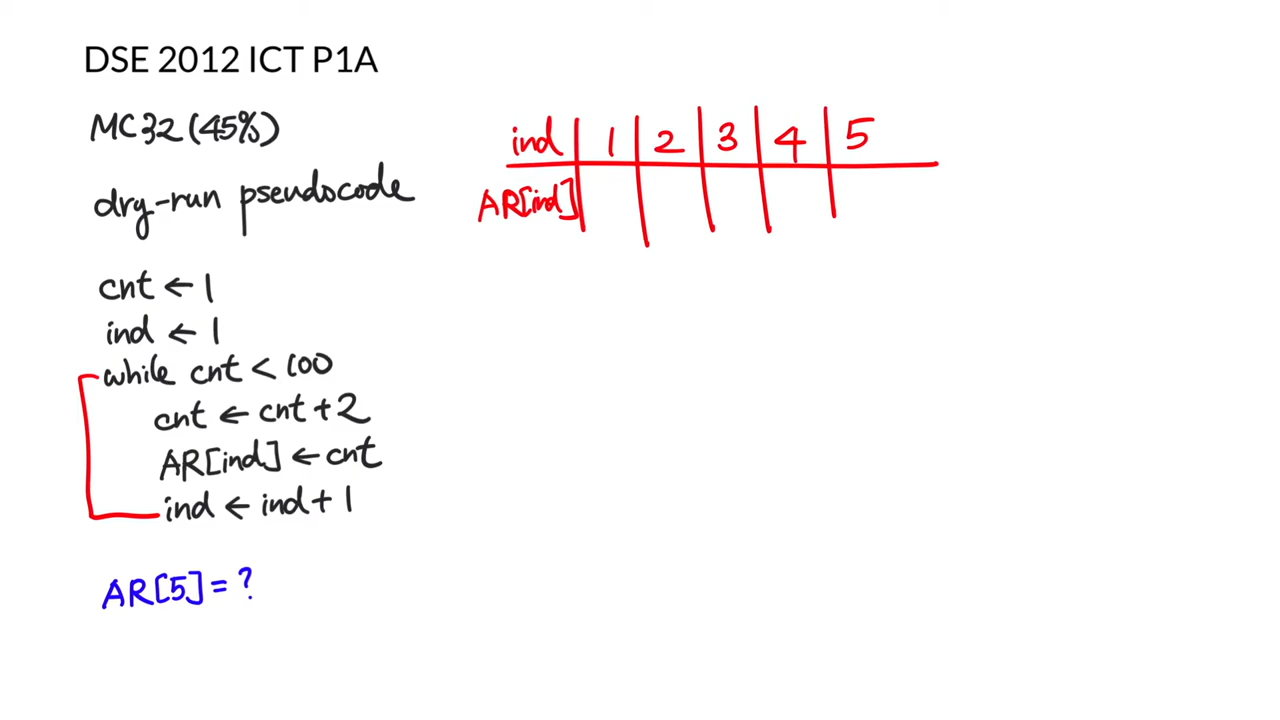 DSE 2012 ICT P1A
MC32 (45%)
dry-run pseudocode
cnt ← 1
ind ← 1
while cnt < 100
cnt ← cnt + 2
AR[ind] ← cnt
ind ← ind + 1
AR[5] = ?
ind 1 2 3 4 5
AR[ind]